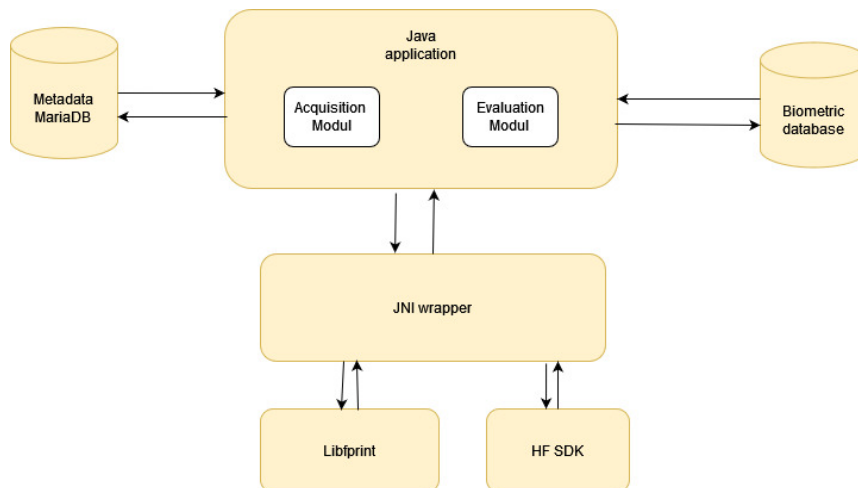 Java
application
Metadata
MariaDB
Acquisition
Modul
Evaluation
Modul
Biometric
database
JNI wrapper
Libfprint
HF SDK